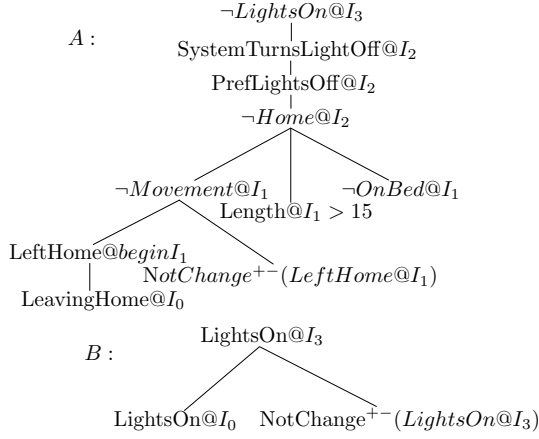 ¬LightsOn@I₃
A :
SystemTurnsLightOff@I₂
PrefLightsOff@I₂
¬Home@I₂
¬Movement@I₁ ¬OnBed@I₁
Length@I₁ > 15
LeftHome@beginI₁
NotChange⁺⁻(LeftHome@I₁)
LeavingHome@I₀
LightsOn@I₃
B :
LightsOn@I₀ NotChange⁺⁻(LightsOn@I₃)